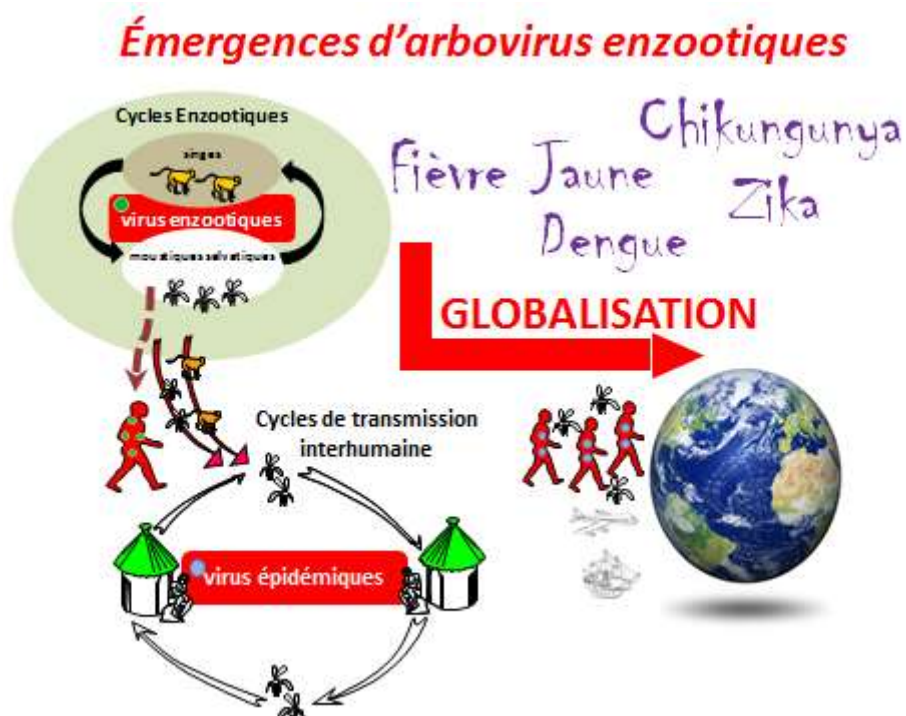 Émergences d'arbovirus enzootiques
Cycles Enzootiques
singes
virus enzootiques
moustiques selvatiques
Fièvre Jaune
Chikungunya
Dengue
Zika
GLOBALISATION
Cycles de transmission
interhumaine
virus épidémiques